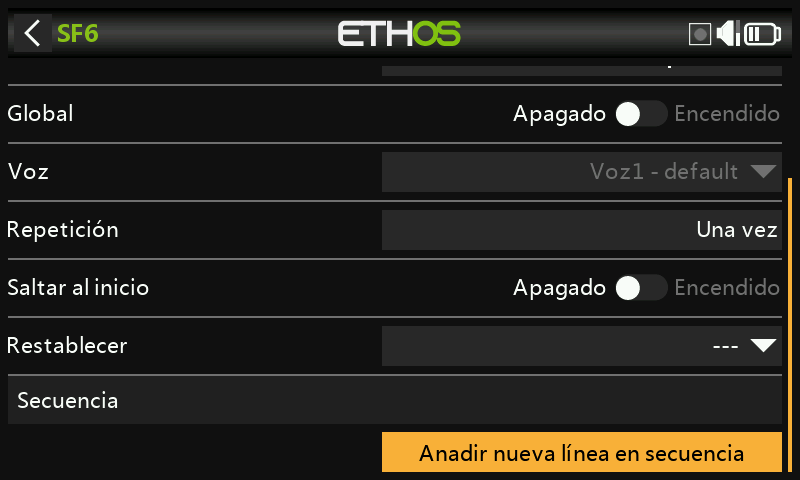 SF6
ETHOS
Global
Apagado Encendido
Voz
Voz1 - default
Repetición
Una vez
Saltar al inicio
Apagado Encendido
Restablecer
---
Secuencia
Anadir nueva línea en secuencia